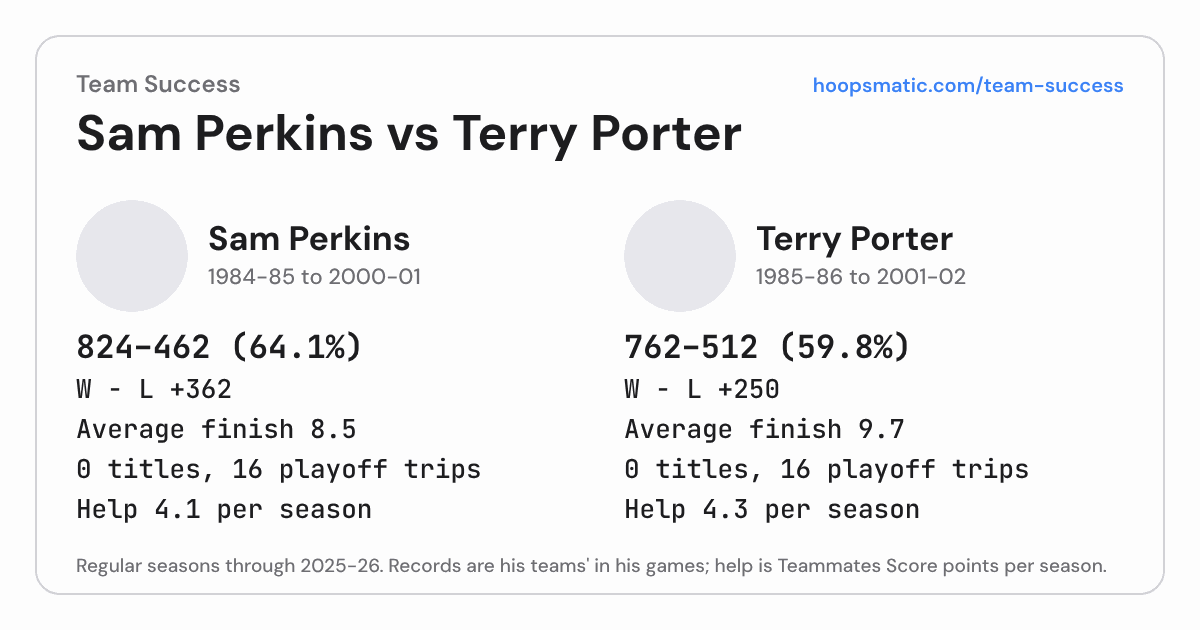 Team Success
hoopsmatic.com/team-success
Sam Perkins vs Terry Porter
Sam Perkins
1984-85 to 2000-01
824-462 (64.1%)
W - L +362
Average finish 8.5
0 titles, 16 playoff trips
Help 4.1 per season
Terry Porter
1985-86 to 2001-02
762-512 (59.8%)
W - L +250
Average finish 9.7
0 titles, 16 playoff trips
Help 4.3 per season
Regular seasons through 2025-26. Records are his teams' in his games; help is Teammates Score points per season.